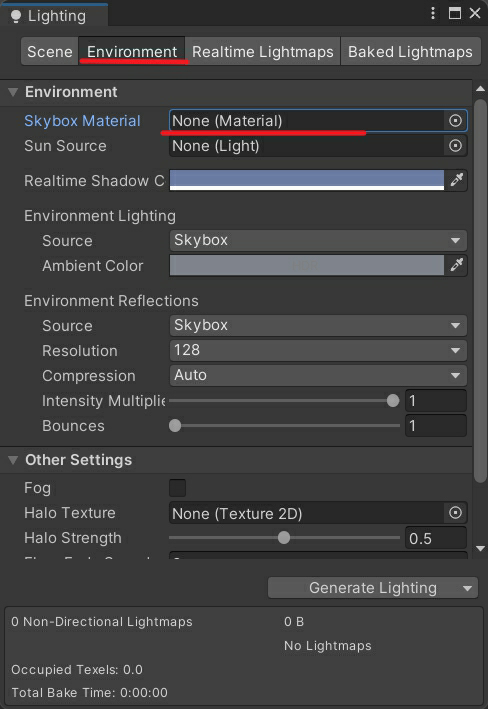 Lighting
Scene Environment Realtime Lightmaps Baked Lightmaps
Environment
Skybox Material None (Material)
Sun Source None (Light)
Realtime Shadow C
Environment Lighting
Source Skybox
Ambient Color
Environment Reflections
Source Skybox
Resolution 128
Compression Auto
Intensity Multiplie 1
Bounces 1
Other Settings
Fog
Halo Texture None (Texture 2D)
Halo Strength 0.5
Generate Lighting
0 Non-Directional Lightmaps 0 B
No Lightmaps
Occupied Texels: 0.0
Total Bake Time: 0:00:00